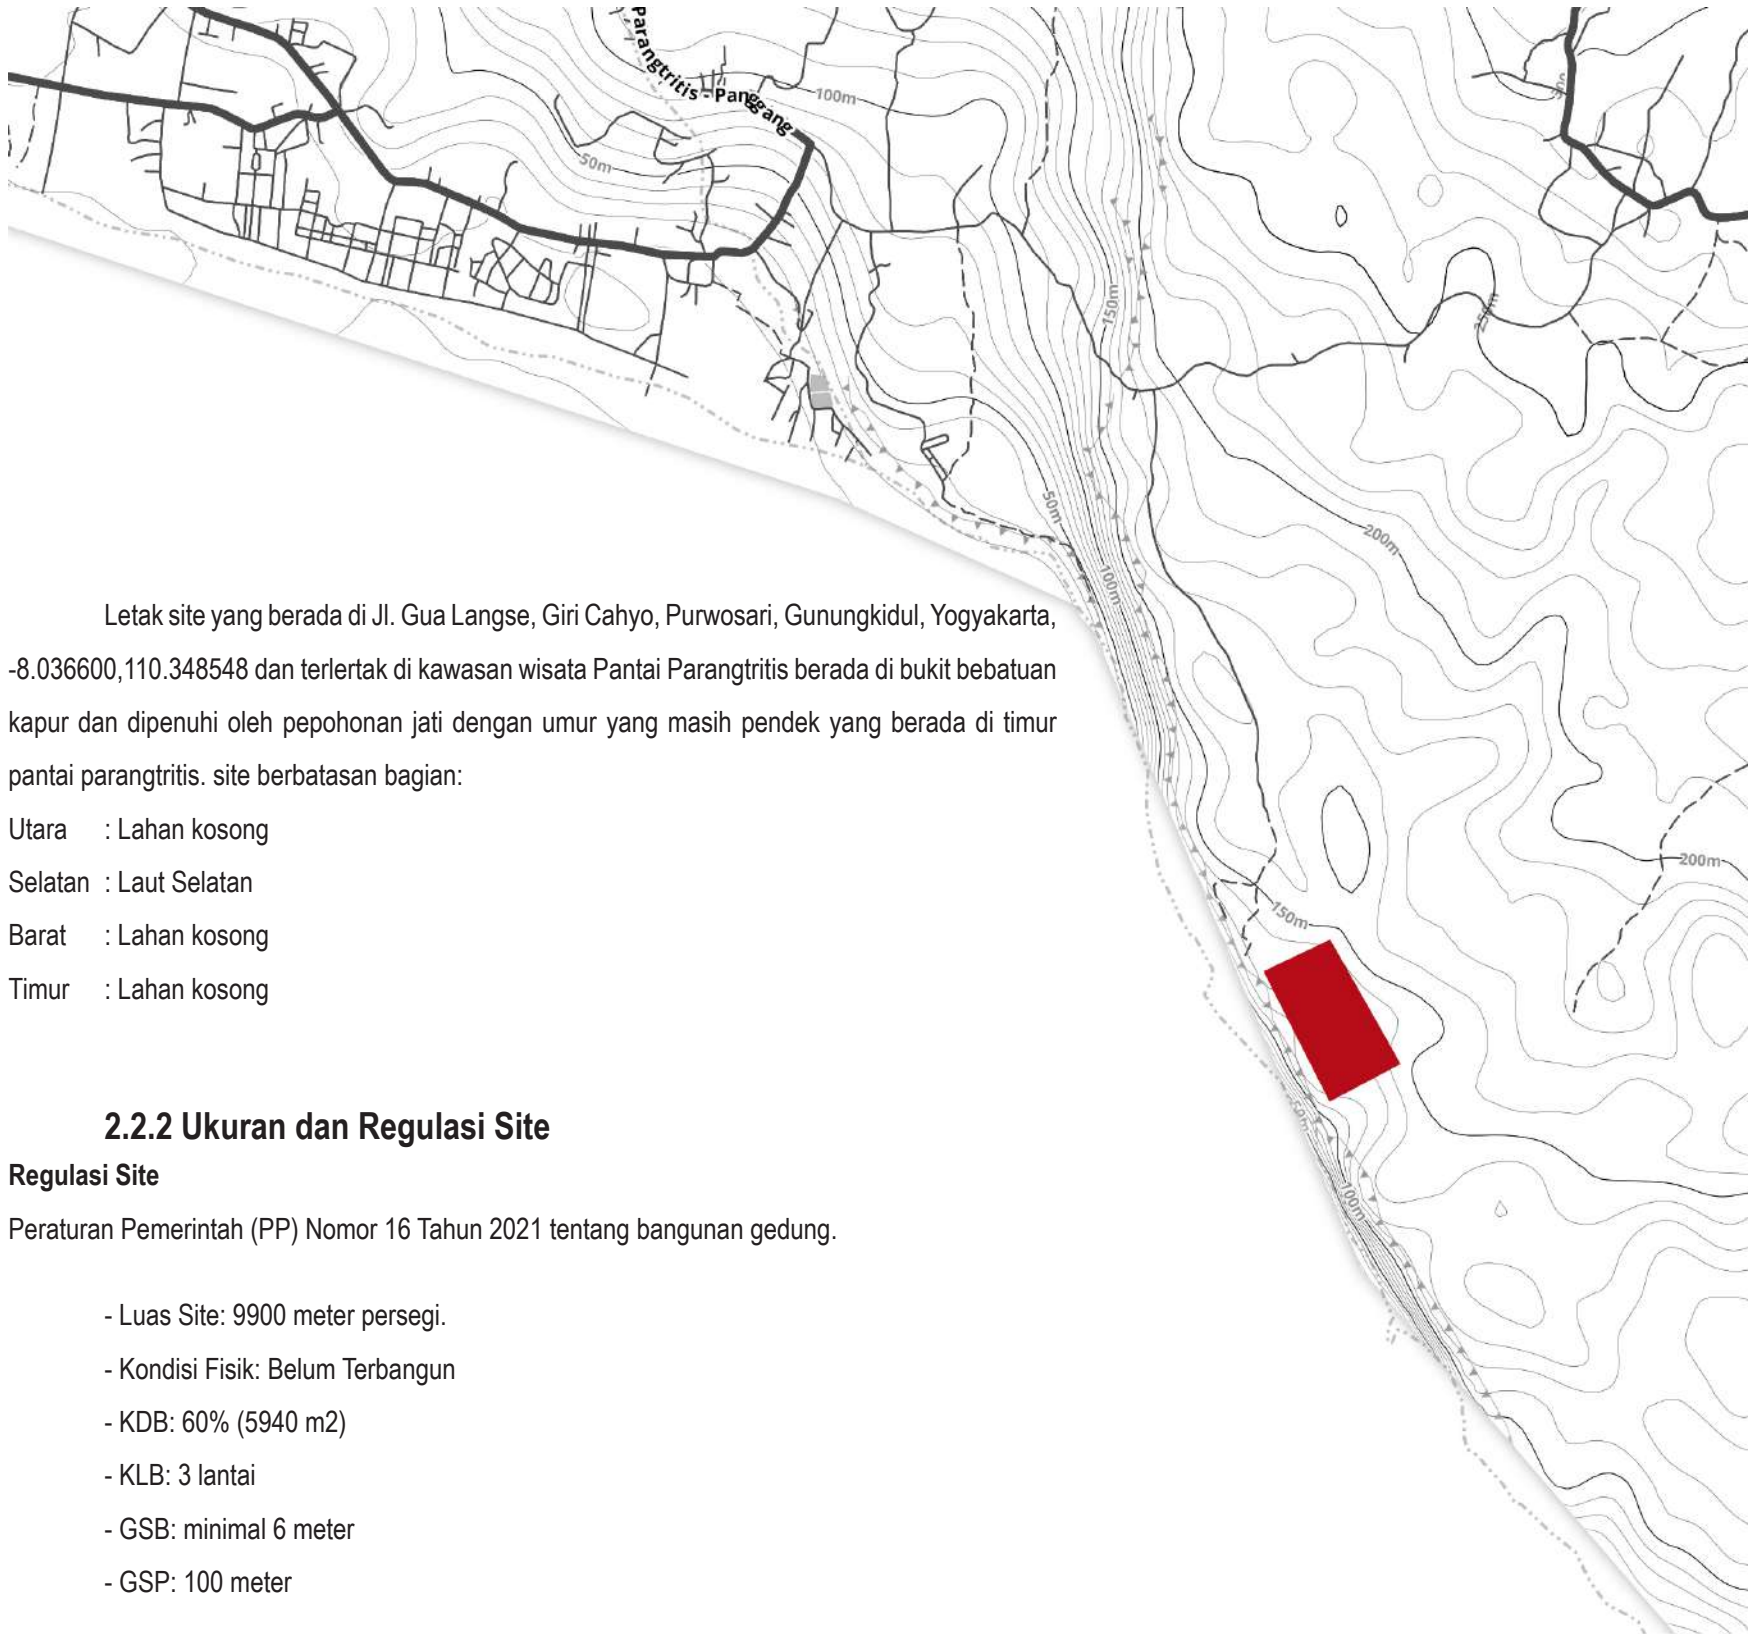 Parangtritis - Panggang
100m
50m
300
150m
250m
50m
200m
100m
Letak site yang berada di Jl. Gua Langse, Giri Cahyo, Purwosari, Gunungkidul, Yogyakarta,
-8.036600,110.348548 dan terlertak di kawasan wisata Pantai Parangtritis berada di bukit bebatuan
kapur dan dipenuhi oleh pepohonan jati dengan umur yang masih pendek yang berada di timur
pantai parangtritis. site berbatasan bagian:
Utara : Lahan kosong
Selatan : Laut Selatan
Barat : Lahan kosong
Timur : Lahan kosong
200m
150m
50m
100m
2.2.2 Ukuran dan Regulasi Site
Regulasi Site
Peraturan Pemerintah (PP) Nomor 16 Tahun 2021 tentang bangunan gedung.
- Luas Site: 9900 meter persegi.
- Kondisi Fisik: Belum Terbangun
- KDB: 60% (5940 m2)
- KLB: 3 lantai
- GSB: minimal 6 meter
- GSP: 100 meter